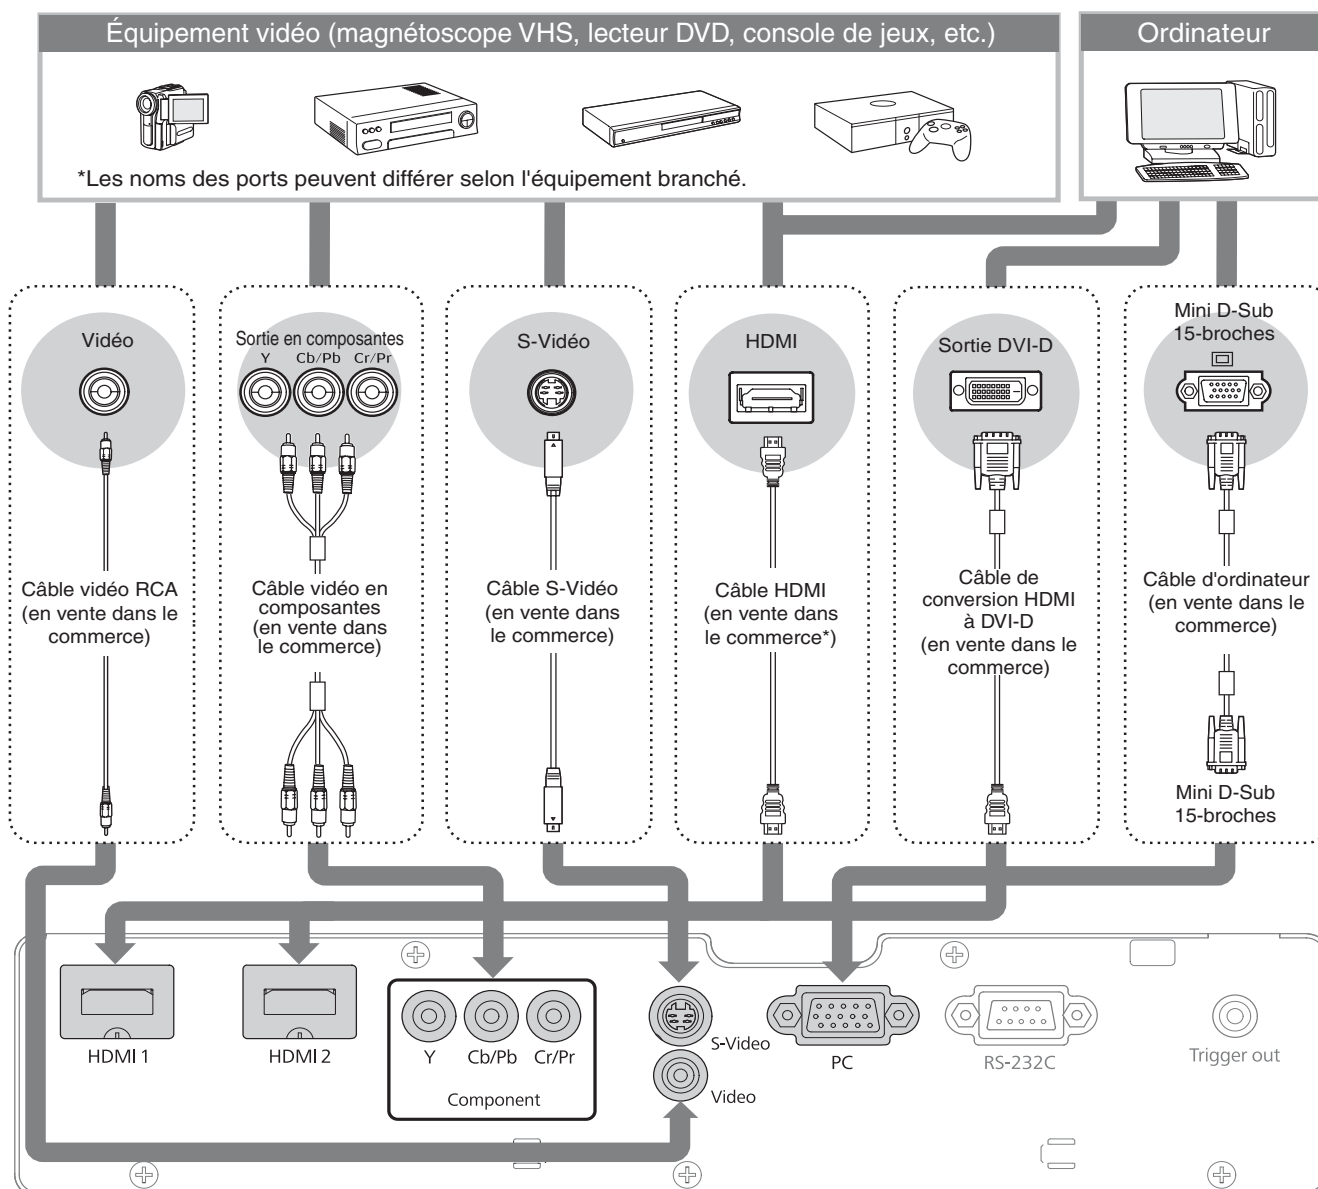 Équipement vidéo (magnétoscope VHS, lecteur DVD, console de jeux, etc.)
Ordinateur
*Les noms des ports peuvent différer selon l'équipement branché.
Vidéo
Sortie en composantes
Y Cb/Pb Cr/Pr
S-Vidéo
HDMI
Sortie DVI-D
Mini D-Sub
15-broches
Câble vidéo RCA
(en vente dans le
commerce)
Câble vidéo en
composantes
(en vente dans
le commerce)
Câble S-Vidéo
(en vente dans
le commerce)
Câble HDMI
(en vente dans
le commerce*)
Câble de
conversion HDMI
à DVI-D
(en vente dans le
commerce)
Câble d'ordinateur
(en vente dans le
commerce)
Mini D-Sub
15-broches
HDMI 1
HDMI 2
Y Cb/Pb Cr/Pr
Component
S-Video
Video
PC
RS-232C
Trigger out